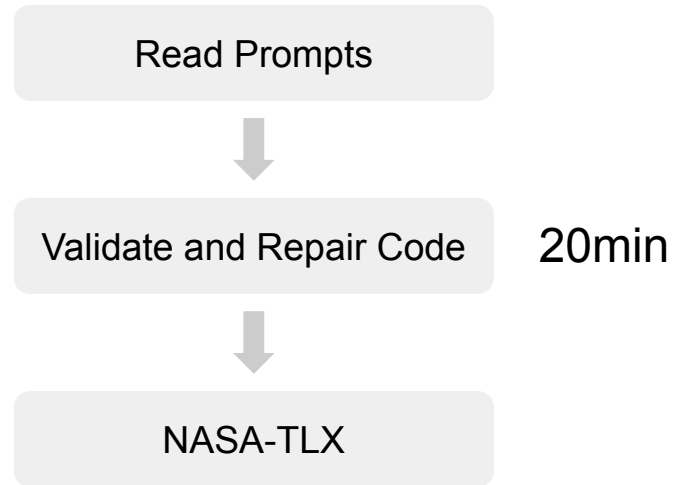 Read Prompts
Validate and Repair Code
20min
NASA-TLX